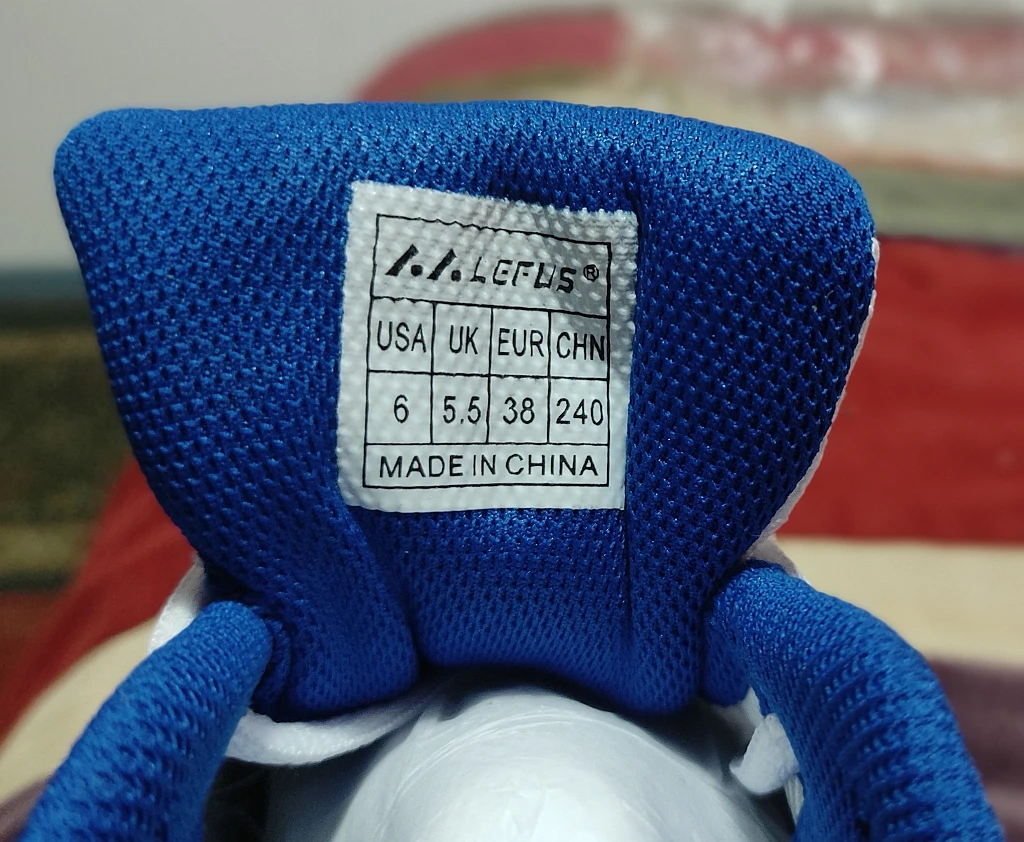 LEFUS®
USA UK EUR CHN
6 5.5 38 240
MADE IN CHINA